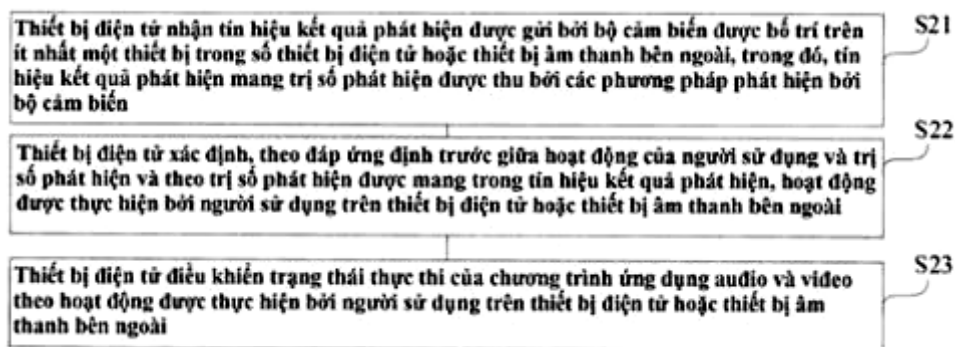 Thiết bị điện tử nhận tín hiệu kết quả phát hiện được gửi bởi bộ cảm biến được bố trí trên
ít nhất một thiết bị trong số thiết bị điện tử hoặc thiết bị âm thanh bên ngoài, trong đó, tín
hiệu kết quả phát hiện mang trị số phát hiện được thu bởi các phương pháp phát hiện bởi
bộ cảm biến
S21
Thiết bị điện tử xác định, theo đáp ứng định trước giữa hoạt động của người sử dụng và trị
số phát hiện và theo trị số phát hiện được mang trong tín hiệu kết quả phát hiện, hoạt động
được thực hiện bởi người sử dụng trên thiết bị điện tử hoặc thiết bị âm thanh bên ngoài
S22
Thiết bị điện tử điều khiển trạng thái thực thi của chương trình ứng dụng audio và video
theo hoạt động được thực hiện bởi người sử dụng trên thiết bị điện tử hoặc thiết bị âm
thanh bên ngoài
S23